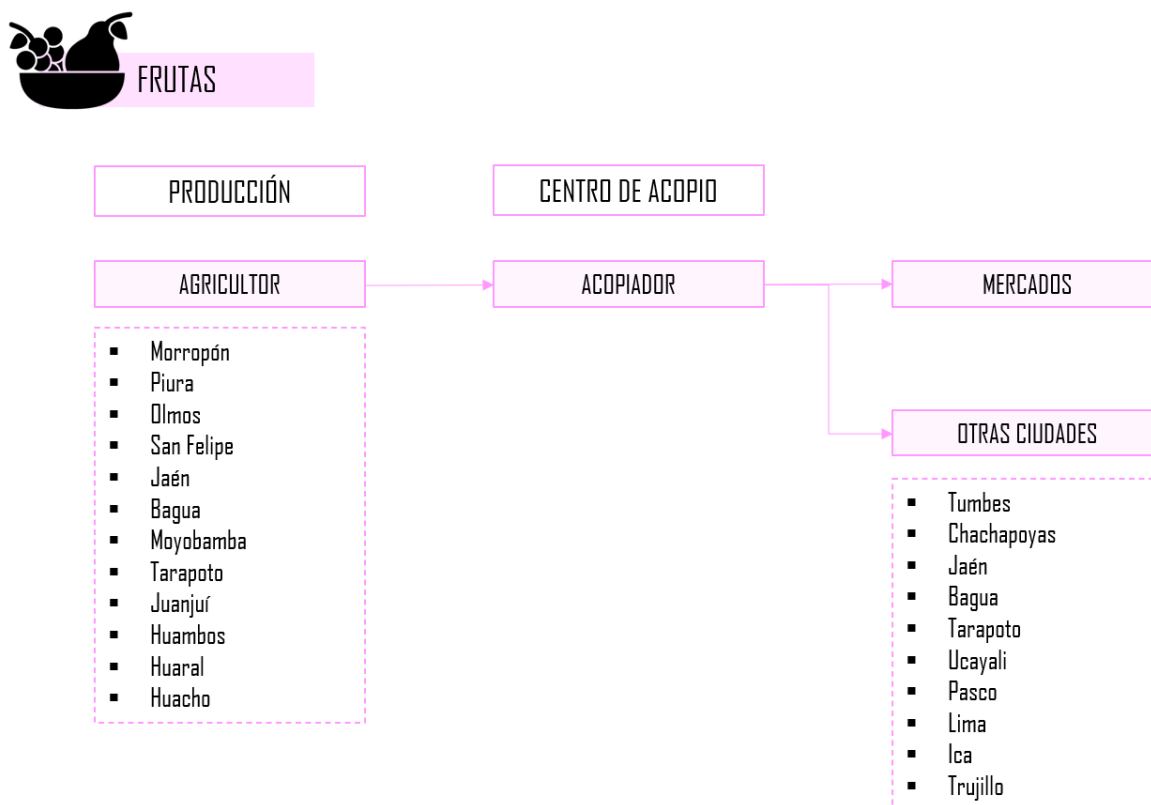 FRUTAS
PRODUCCIÓN
CENTRO DE ACOPIO
AGRICULTOR
ACOPIADOR
MERCADOS
▪ Morropón
▪ Piura
▪ Olmos
▪ San Felipe
▪ Jaén
▪ Bagua
▪ Moyobamba
▪ Tarapoto
▪ Juanjuí
▪ Huambos
▪ Huaral
▪ Huacho
OTRAS CIUDADES
▪ Tumbes
▪ Chachapoyas
▪ Jaén
▪ Bagua
▪ Tarapoto
▪ Ucayali
▪ Pasco
▪ Lima
▪ Ica
▪ Trujillo